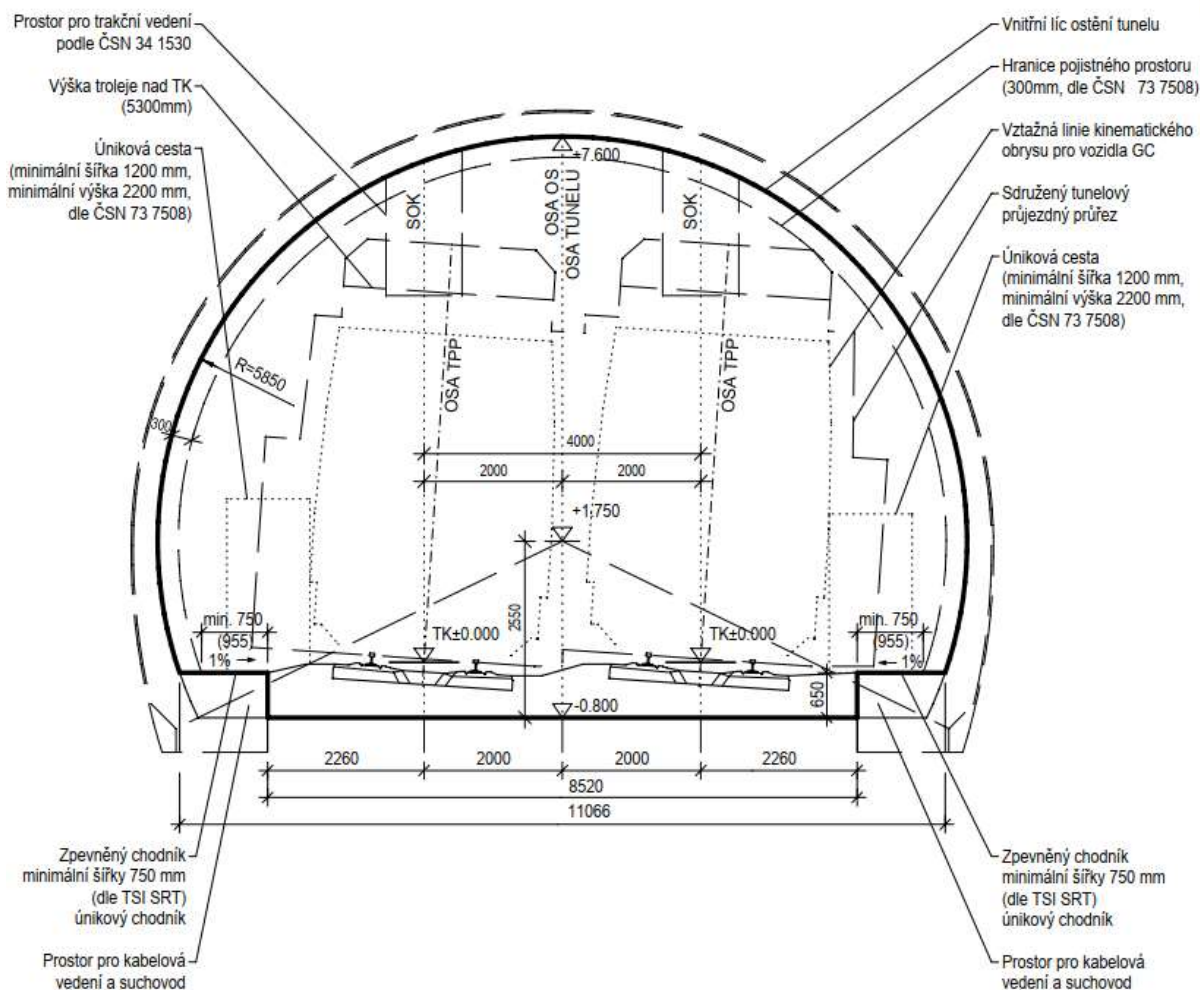 Prostor pro trakční vedení
podle ČSN 34 1530
Výška troleje nad TK
(5300mm)
Úniková cesta
(minimální šířka 1200 mm,
minimální výška 2200 mm,
dle ČSN 73 7508)
Vnitřní líc ostění tunelu
Hranice pojistného prostoru
(300mm, dle ČSN 73 7508)
Vztažná linie kinematického
obrysu pro vozidla GC
Sdružený tunelový
průjezdný průřez
Úniková cesta
(minimální šířka 1200 mm,
minimální výška 2200 mm,
dle ČSN 73 7508)
±7.600
SOK
OSA OS
OSA TUNELU
SOK
OSA TPP
OSA TPP
R=5850
300
4000
2000
2000
+1.750
2550
min. 750
(955)
1%
TK±0.000
TK±0.000
min. 750
(955)
1%
-0.800
650
2260
2000
2000
2260
8520
11066
Zpevněný chodník
minimální šířky 750 mm
(dle TSI SRT)
únikový chodník
Prostor pro kabelová
vedení a suchovod
Zpevněný chodník
minimální šířky 750 mm
(dle TSI SRT)
únikový chodník
Prostor pro kabelová
vedení a suchovod